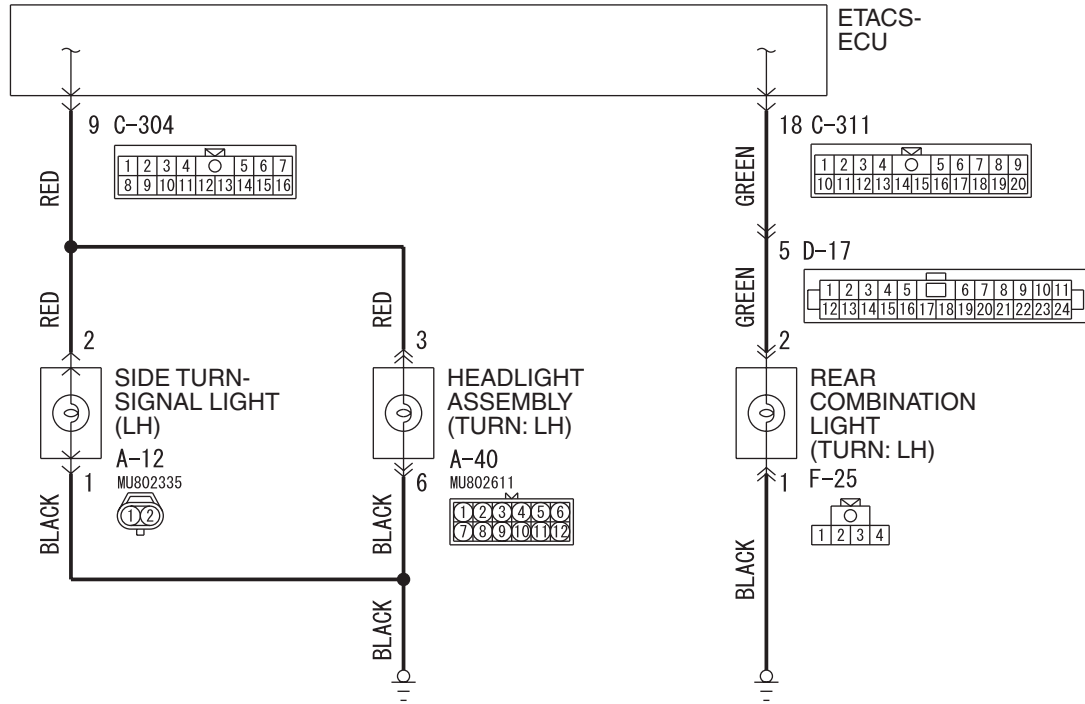 ETACS-
ECU
9 C-304
1 2 3 4 5 6 7
8 9 10 11 12 13 14 15 16
RED
18 C-311
1 2 3 4 5 6 7 8 9
10 11 12 13 14 15 16 17 18 19 20
GREEN
5 D-17
1 2 3 4 5 6 7 8 9 10 11
12 13 14 15 16 17 18 19 20 21 22 23 24
RED
RED
GREEN
2
3
2
SIDE TURN-
SIGNAL LIGHT
(LH)
A-12
MU802335
1 2
1
HEADLIGHT
ASSEMBLY
(TURN: LH)
A-40
MU802611
1 2 3 4 5 6
7 8 9 10 11 12
6
REAR
COMBINATION
LIGHT
(TURN: LH)
F-25
1 2 3 4
1
BLACK
BLACK
BLACK
BLACK